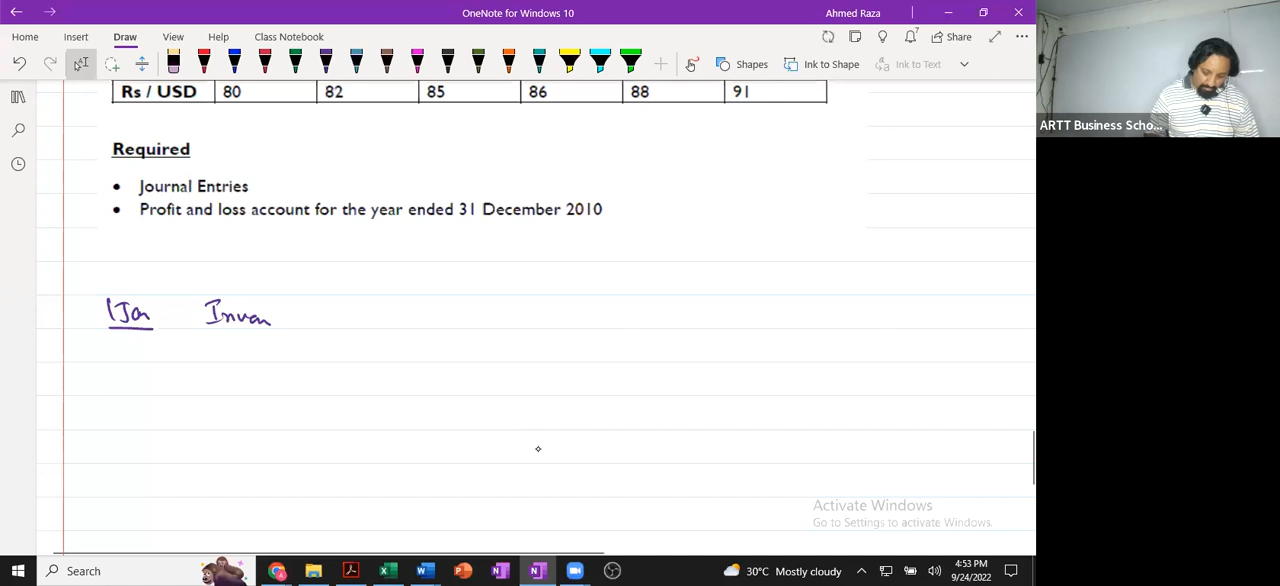 OneNote for Windows 10
Ahmed Raza
Home Insert Draw View Help Class Notebook
Share
Shapes Ink to Shape Ink to Text
Rs / USD 80 82 85 86 88 91
ARTT Business Scho...
Required
• Journal Entries
• Profit and loss account for the year ended 31 December 2010
1 Jan Inven
Activate Windows
Go to Settings to activate Windows.
Search
30°C Mostly cloudy
4:53 PM
9/24/2022